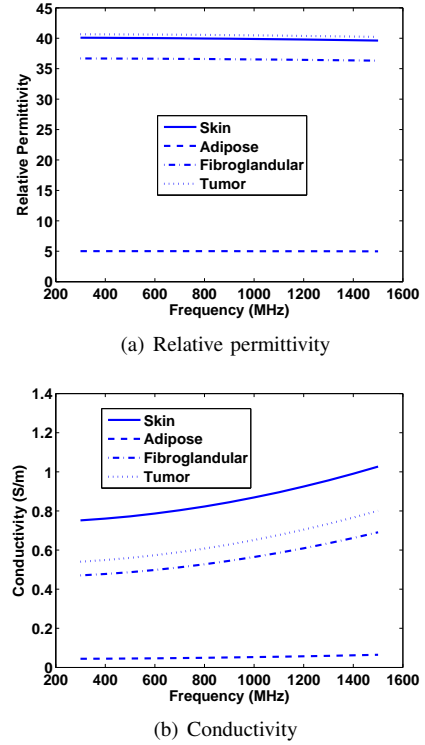 45
40
35
30
25
20
15
10
5
0
Relative Permittivity
Skin
Adipose
Fibroglandular
Tumor
200 400 600 800 1000 1200 1400 1600
Frequency (MHz)
(a) Relative permittivity
1.4
1.2
1
0.8
0.6
0.4
0.2
0
Conductivity (S/m)
Skin
Adipose
Fibroglandular
Tumor
200 400 600 800 1000 1200 1400 1600
Frequency (MHz)
(b) Conductivity